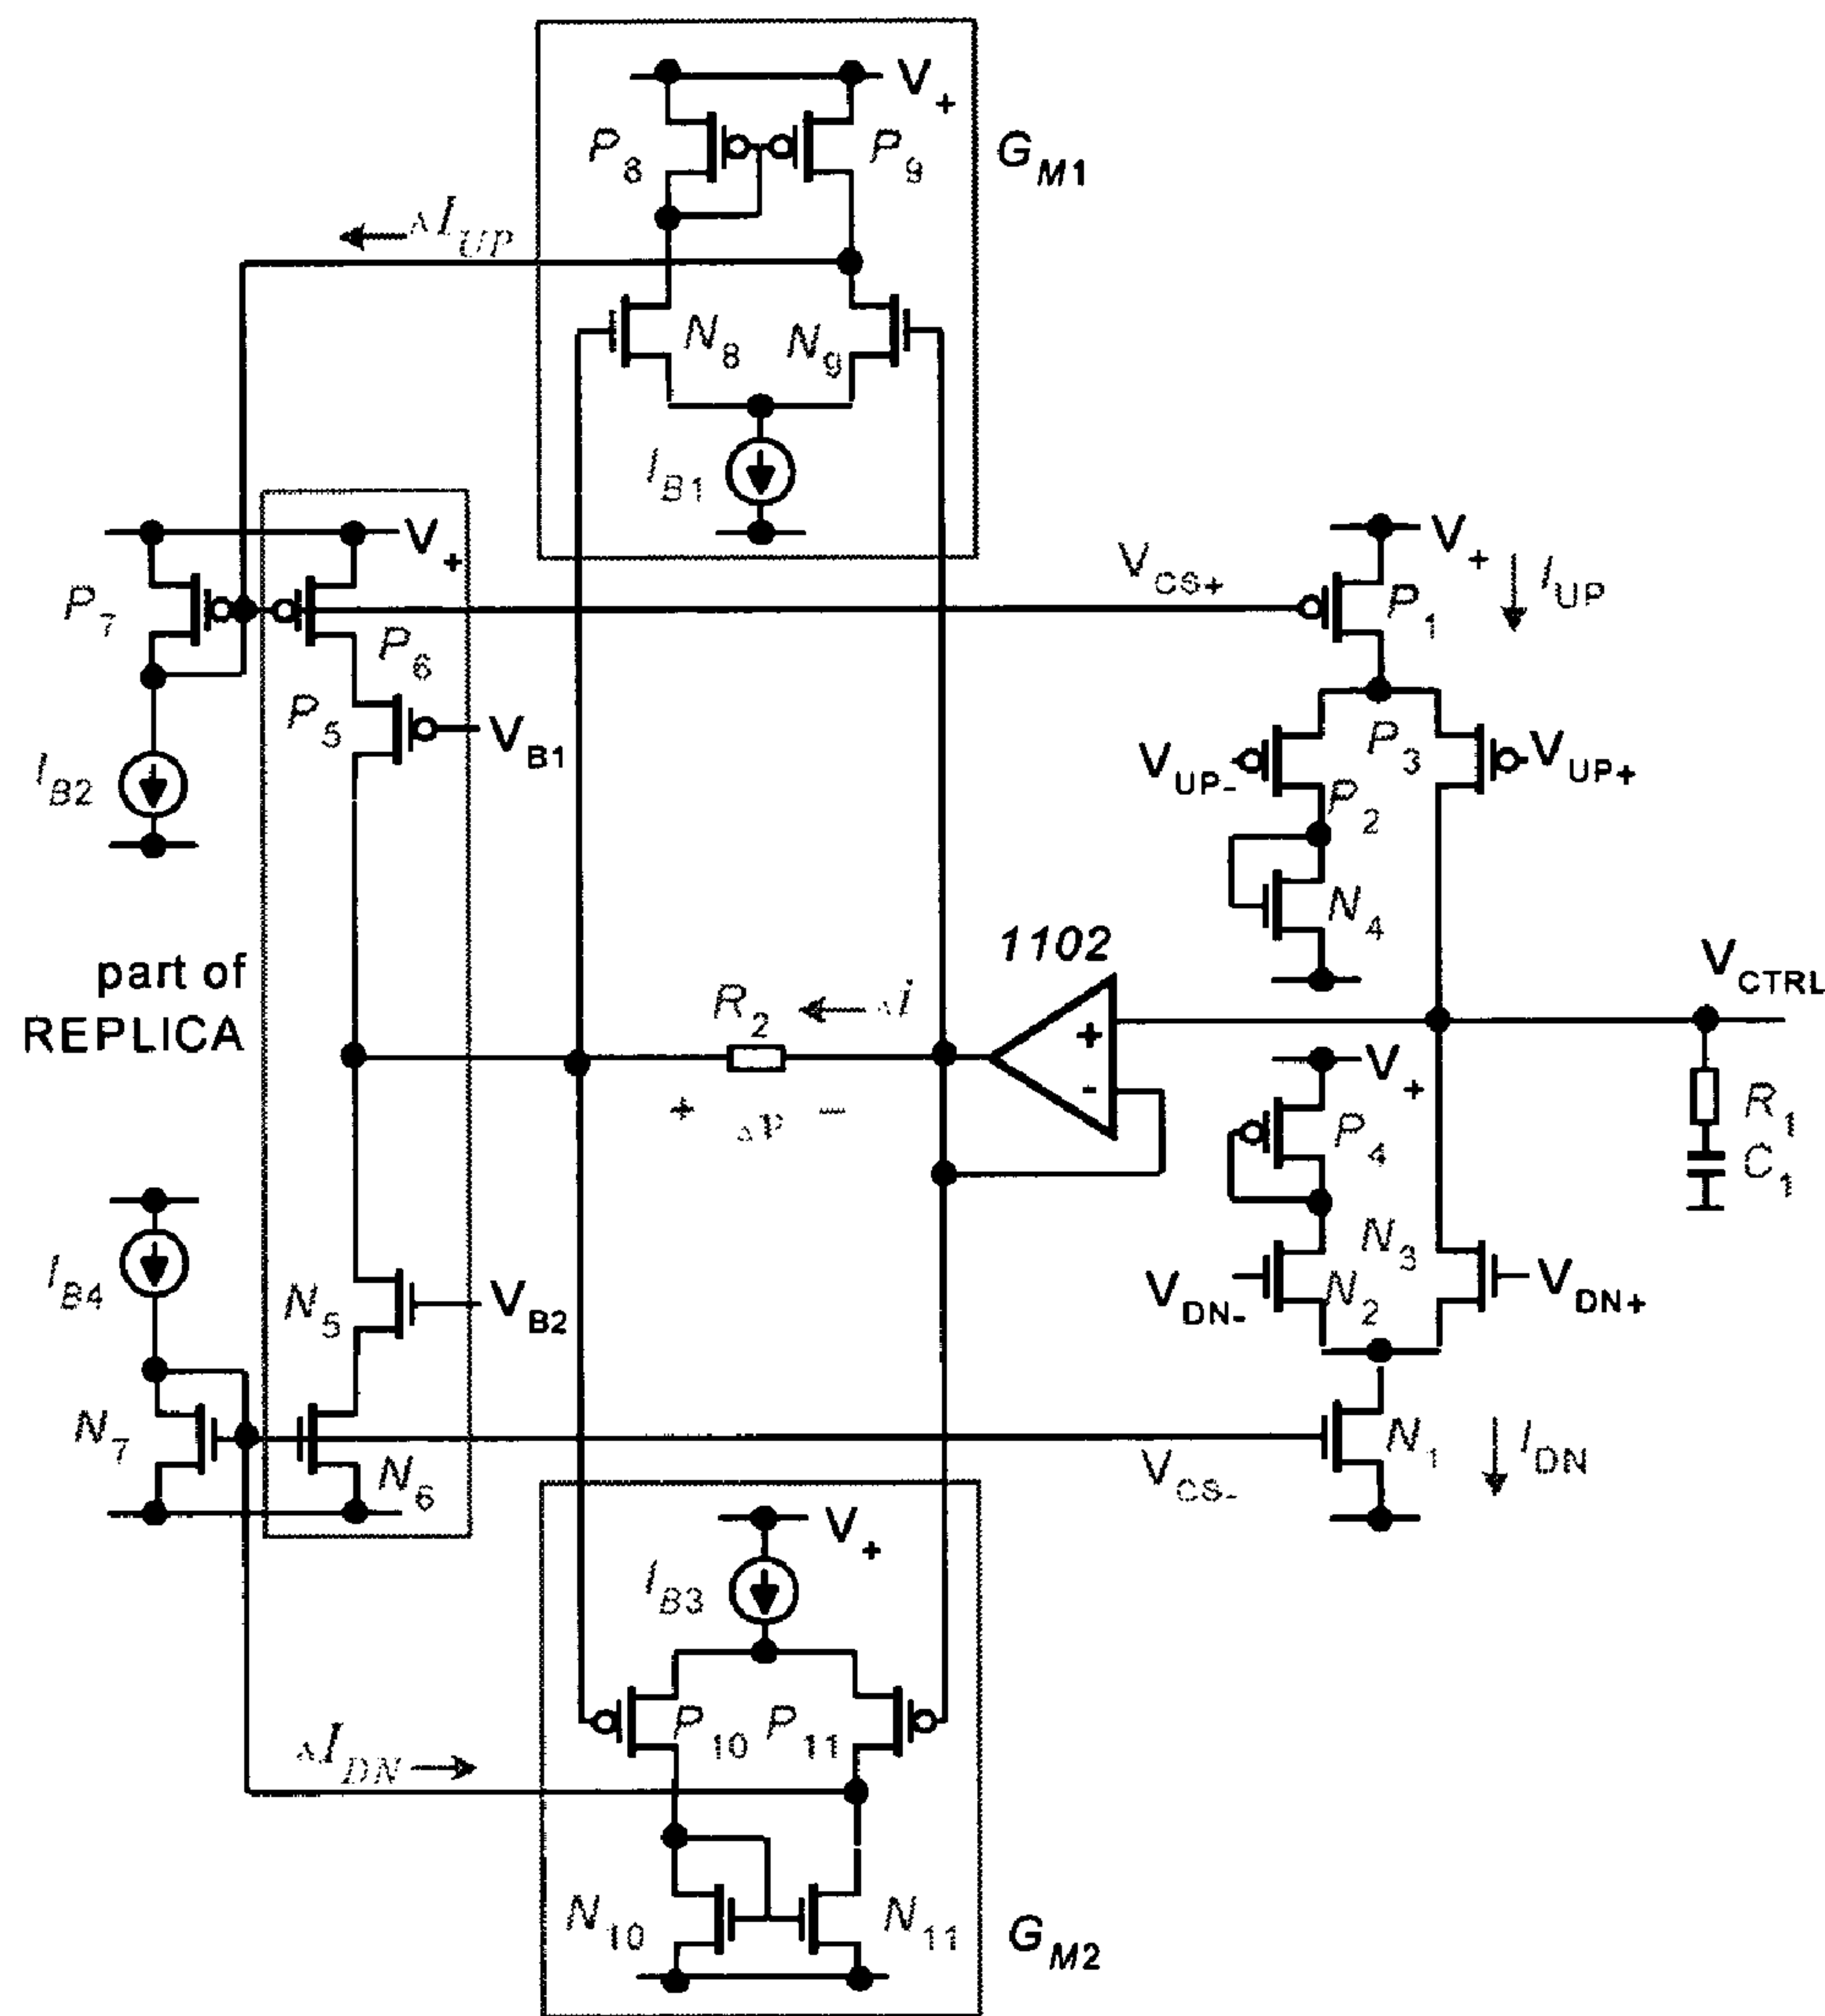 V+
P8
P9
GM1
ΔIUP
N8
N9
IB1
V+
P7
P6
P5
VB1
IB2
VCS+
V+
IUP
P1
P3
VUP-
VUP+
P2
N4
part of
REPLICA
R2
Δi
1102
+
-
+ Δv −
VCTRL
V+
P4
R1
C1
IB4
N5
VB2
N3
VDN-
N2
VDN+
N7
N6
VCS-
N1
IDN
V+
IB3
P10
P11
ΔIDN
N10
N11
GM2